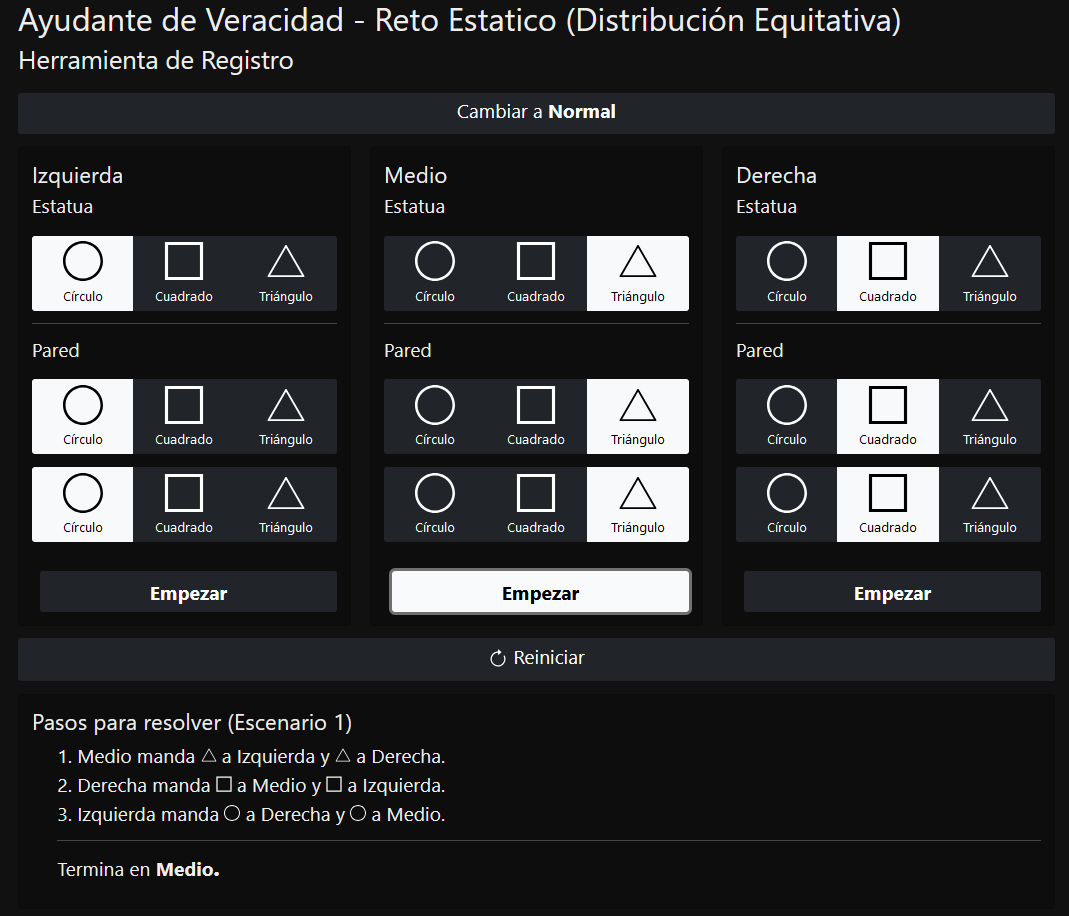 Ayudante de Veracidad - Reto Estatico (Distribución Equitativa)
Herramienta de Registro
Cambiar a Normal
Izquierda
Estatua
Círculo Cuadrado Triángulo
Pared
Círculo Cuadrado Triángulo
Círculo Cuadrado Triángulo
Empezar
Medio
Estatua
Círculo Cuadrado Triángulo
Pared
Círculo Cuadrado Triángulo
Círculo Cuadrado Triángulo
Empezar
Derecha
Estatua
Círculo Cuadrado Triángulo
Pared
Círculo Cuadrado Triángulo
Círculo Cuadrado Triángulo
Empezar
Reiniciar
Pasos para resolver (Escenario 1)
1. Medio manda △ a Izquierda y △ a Derecha.
2. Derecha manda □ a Medio y □ a Izquierda.
3. Izquierda manda ○ a Derecha y ○ a Medio.
Termina en Medio.